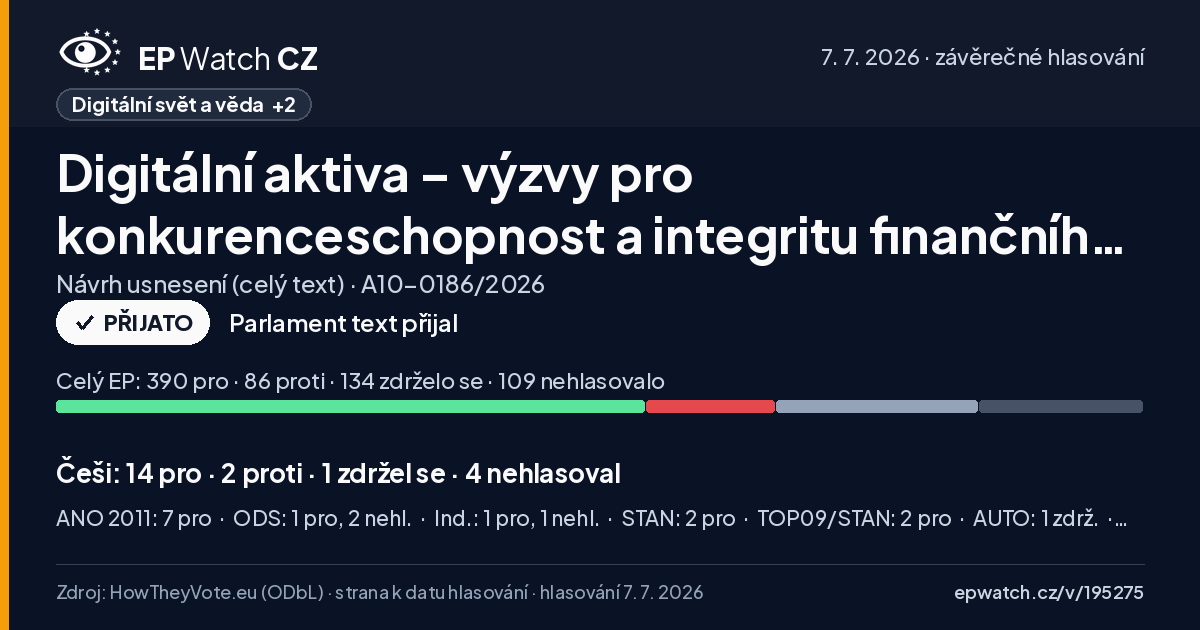 EP Watch CZ
7. 7. 2026 · závěrečné hlasování
Digitální svět a věda +2
Digitální aktiva – výzvy pro
konkurenceschopnost a integritu finančníh…
Návrh usnesení (celý text) · A10–0186/2026
✓ PŘIJATO Parlament text přijal
Celý EP: 390 pro · 86 proti · 134 zdrželo se · 109 nehlasovalo
Češi: 14 pro · 2 proti · 1 zdržel se · 4 nehlasoval
ANO 2011: 7 pro · ODS: 1 pro, 2 nehl. · Ind.: 1 pro, 1 nehl. · STAN: 2 pro · TOP09/STAN: 2 pro · AUTO: 1 zdrž. ·…
Zdroj: HowTheyVote.eu (ODbL) · strana k datu hlasování · hlasování 7. 7. 2026
epwatch.cz/v/195275